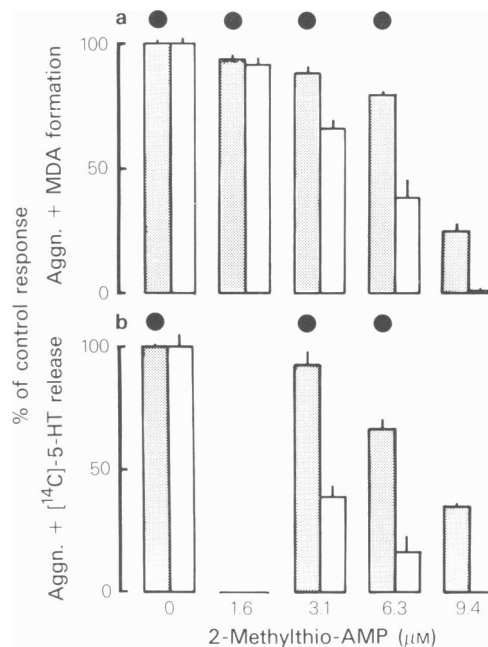 a
100
50
0
Aggn. + MDA formation
% of control response
b
100
50
0
Aggn. + [¹⁴C]-5-HT release
0 1.6 3.1 6.3 9.4
2-Methylthio-AMP (µM)